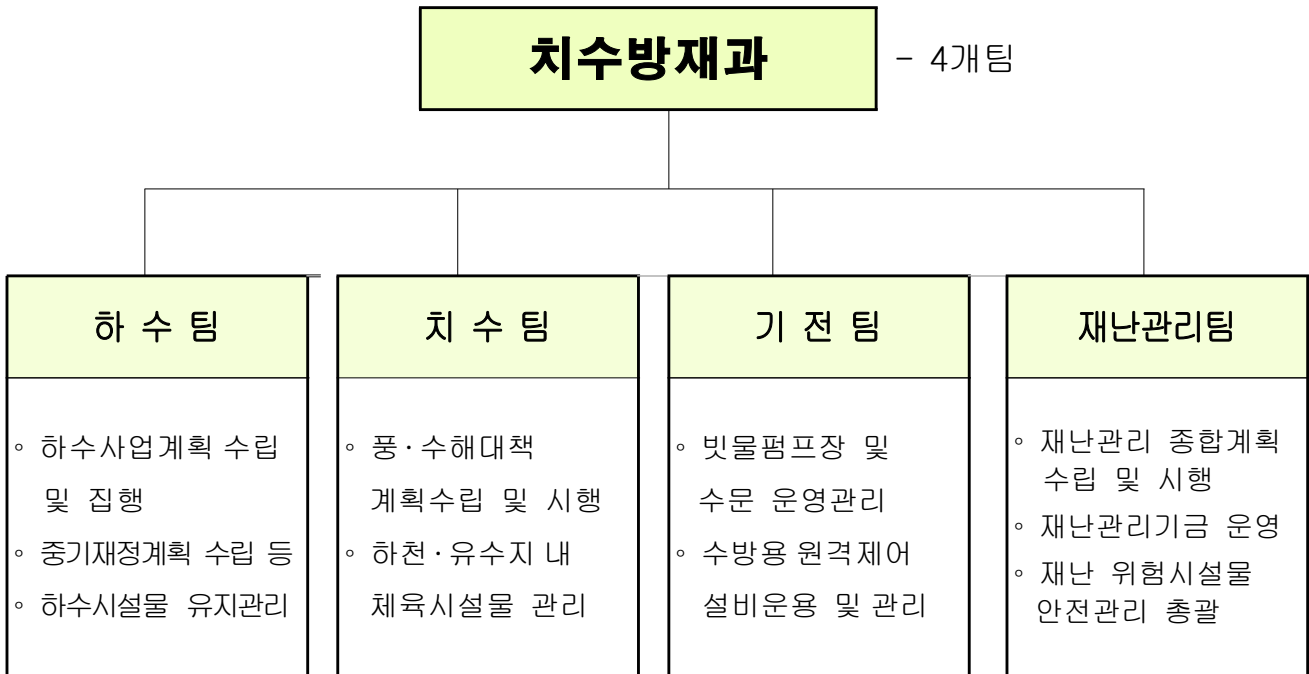 치수방재과
- 4개팀
하 수 팀
◦ 하수사업계획 수립
및 집행
◦ 중기재정계획 수립 등
◦ 하수시설물 유지관리
치 수 팀
◦ 풍·수해대책
계획수립 및 시행
◦ 하천·유수지 내
체육시설물 관리
기 전 팀
◦ 빗물펌프장 및
수문 운영관리
◦ 수방용 원격제어
설비운용 및 관리
재난관리팀
◦ 재난관리 종합계획
수립 및 시행
◦ 재난관리기금 운영
◦ 재난 위험시설물
안전관리 총괄